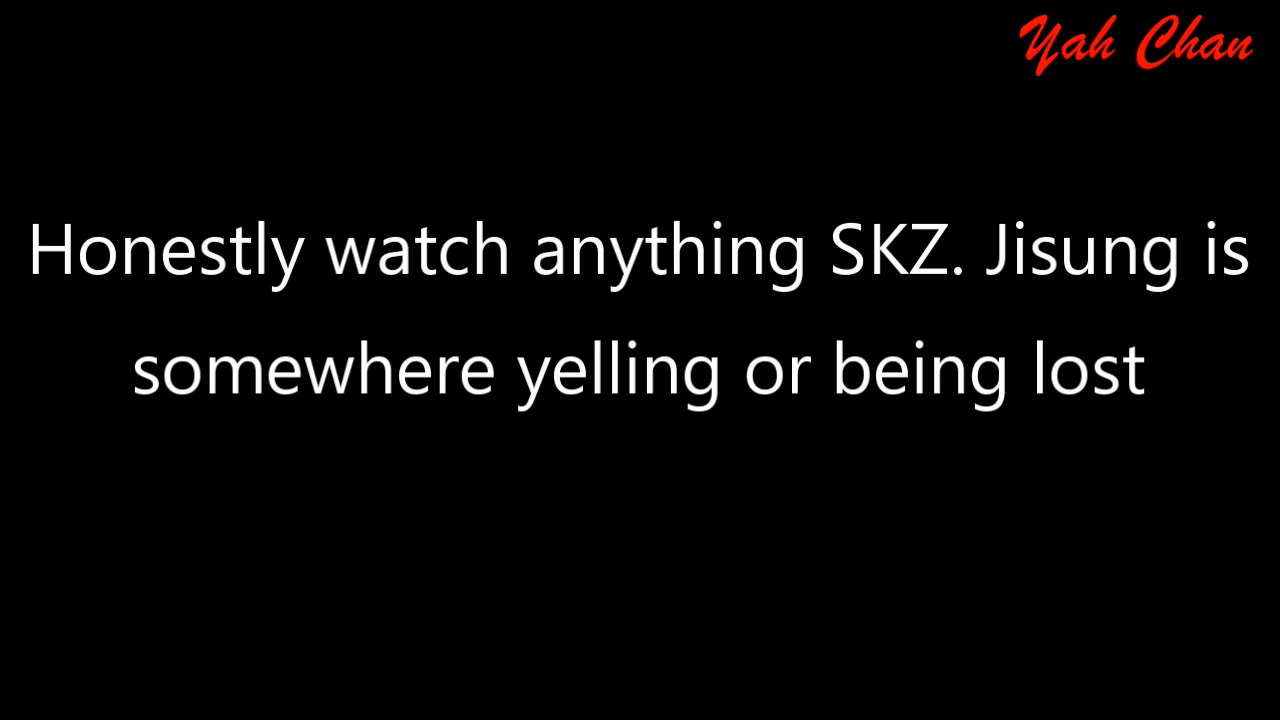 Yah Chan
Honestly watch anything SKZ. Jisung is
somewhere yelling or being lost